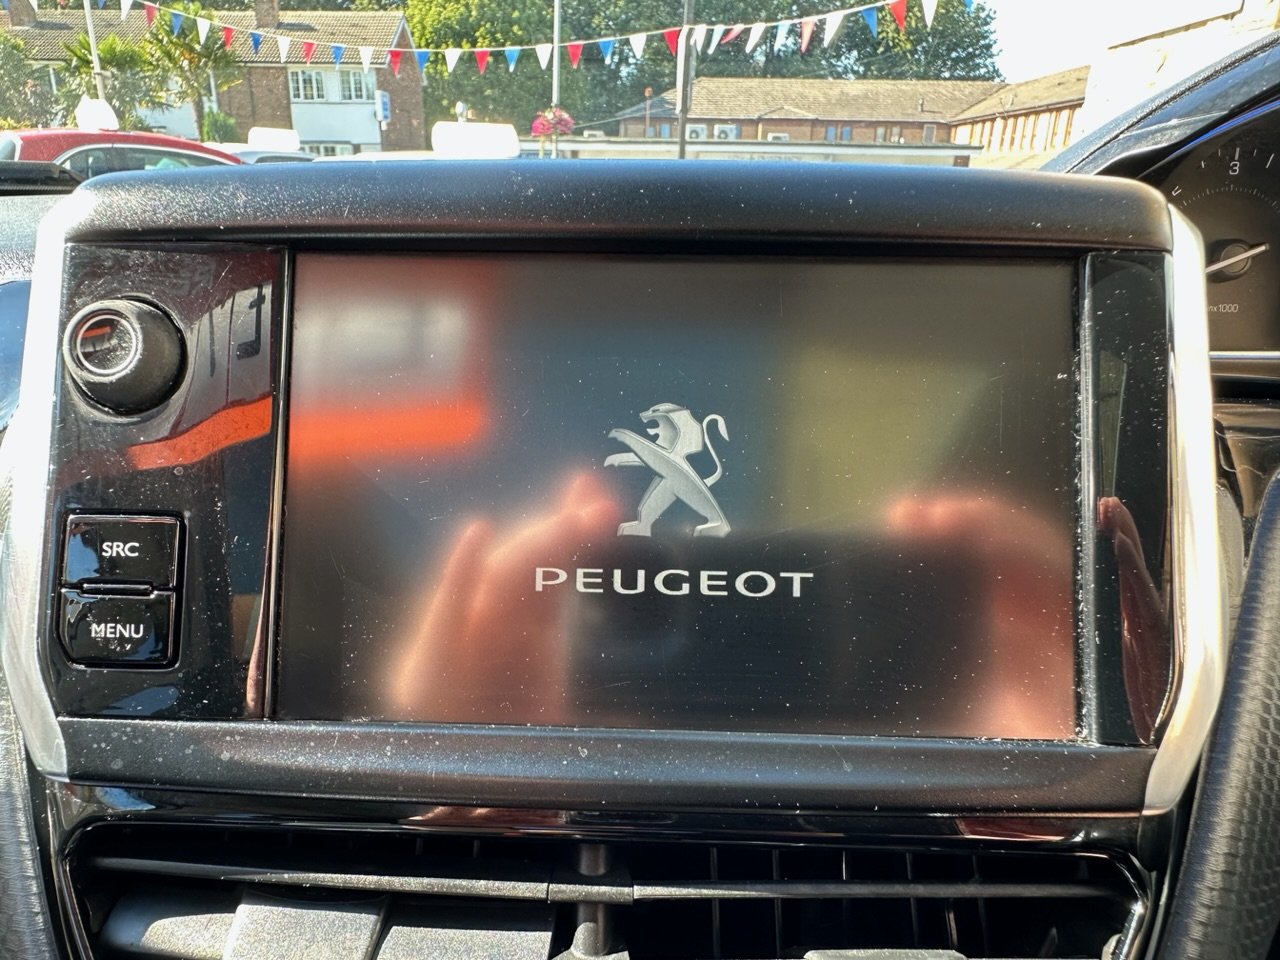 3
x1000
SRC
MENU
PEUGEOT